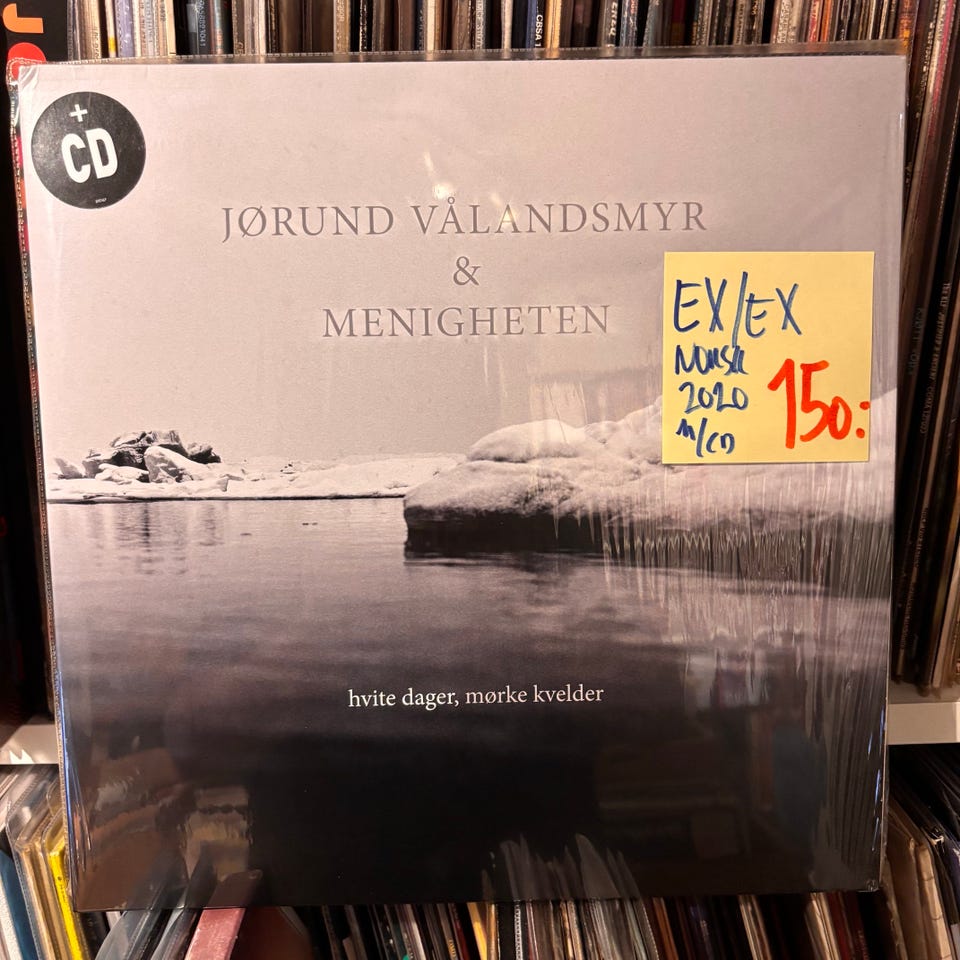 +
CD
JØRUND VÅLANDSMYR
&
MENIGHETEN
EX/EX
NORSK
2020
M/CD
150:-
hvite dager, mørke kvelder